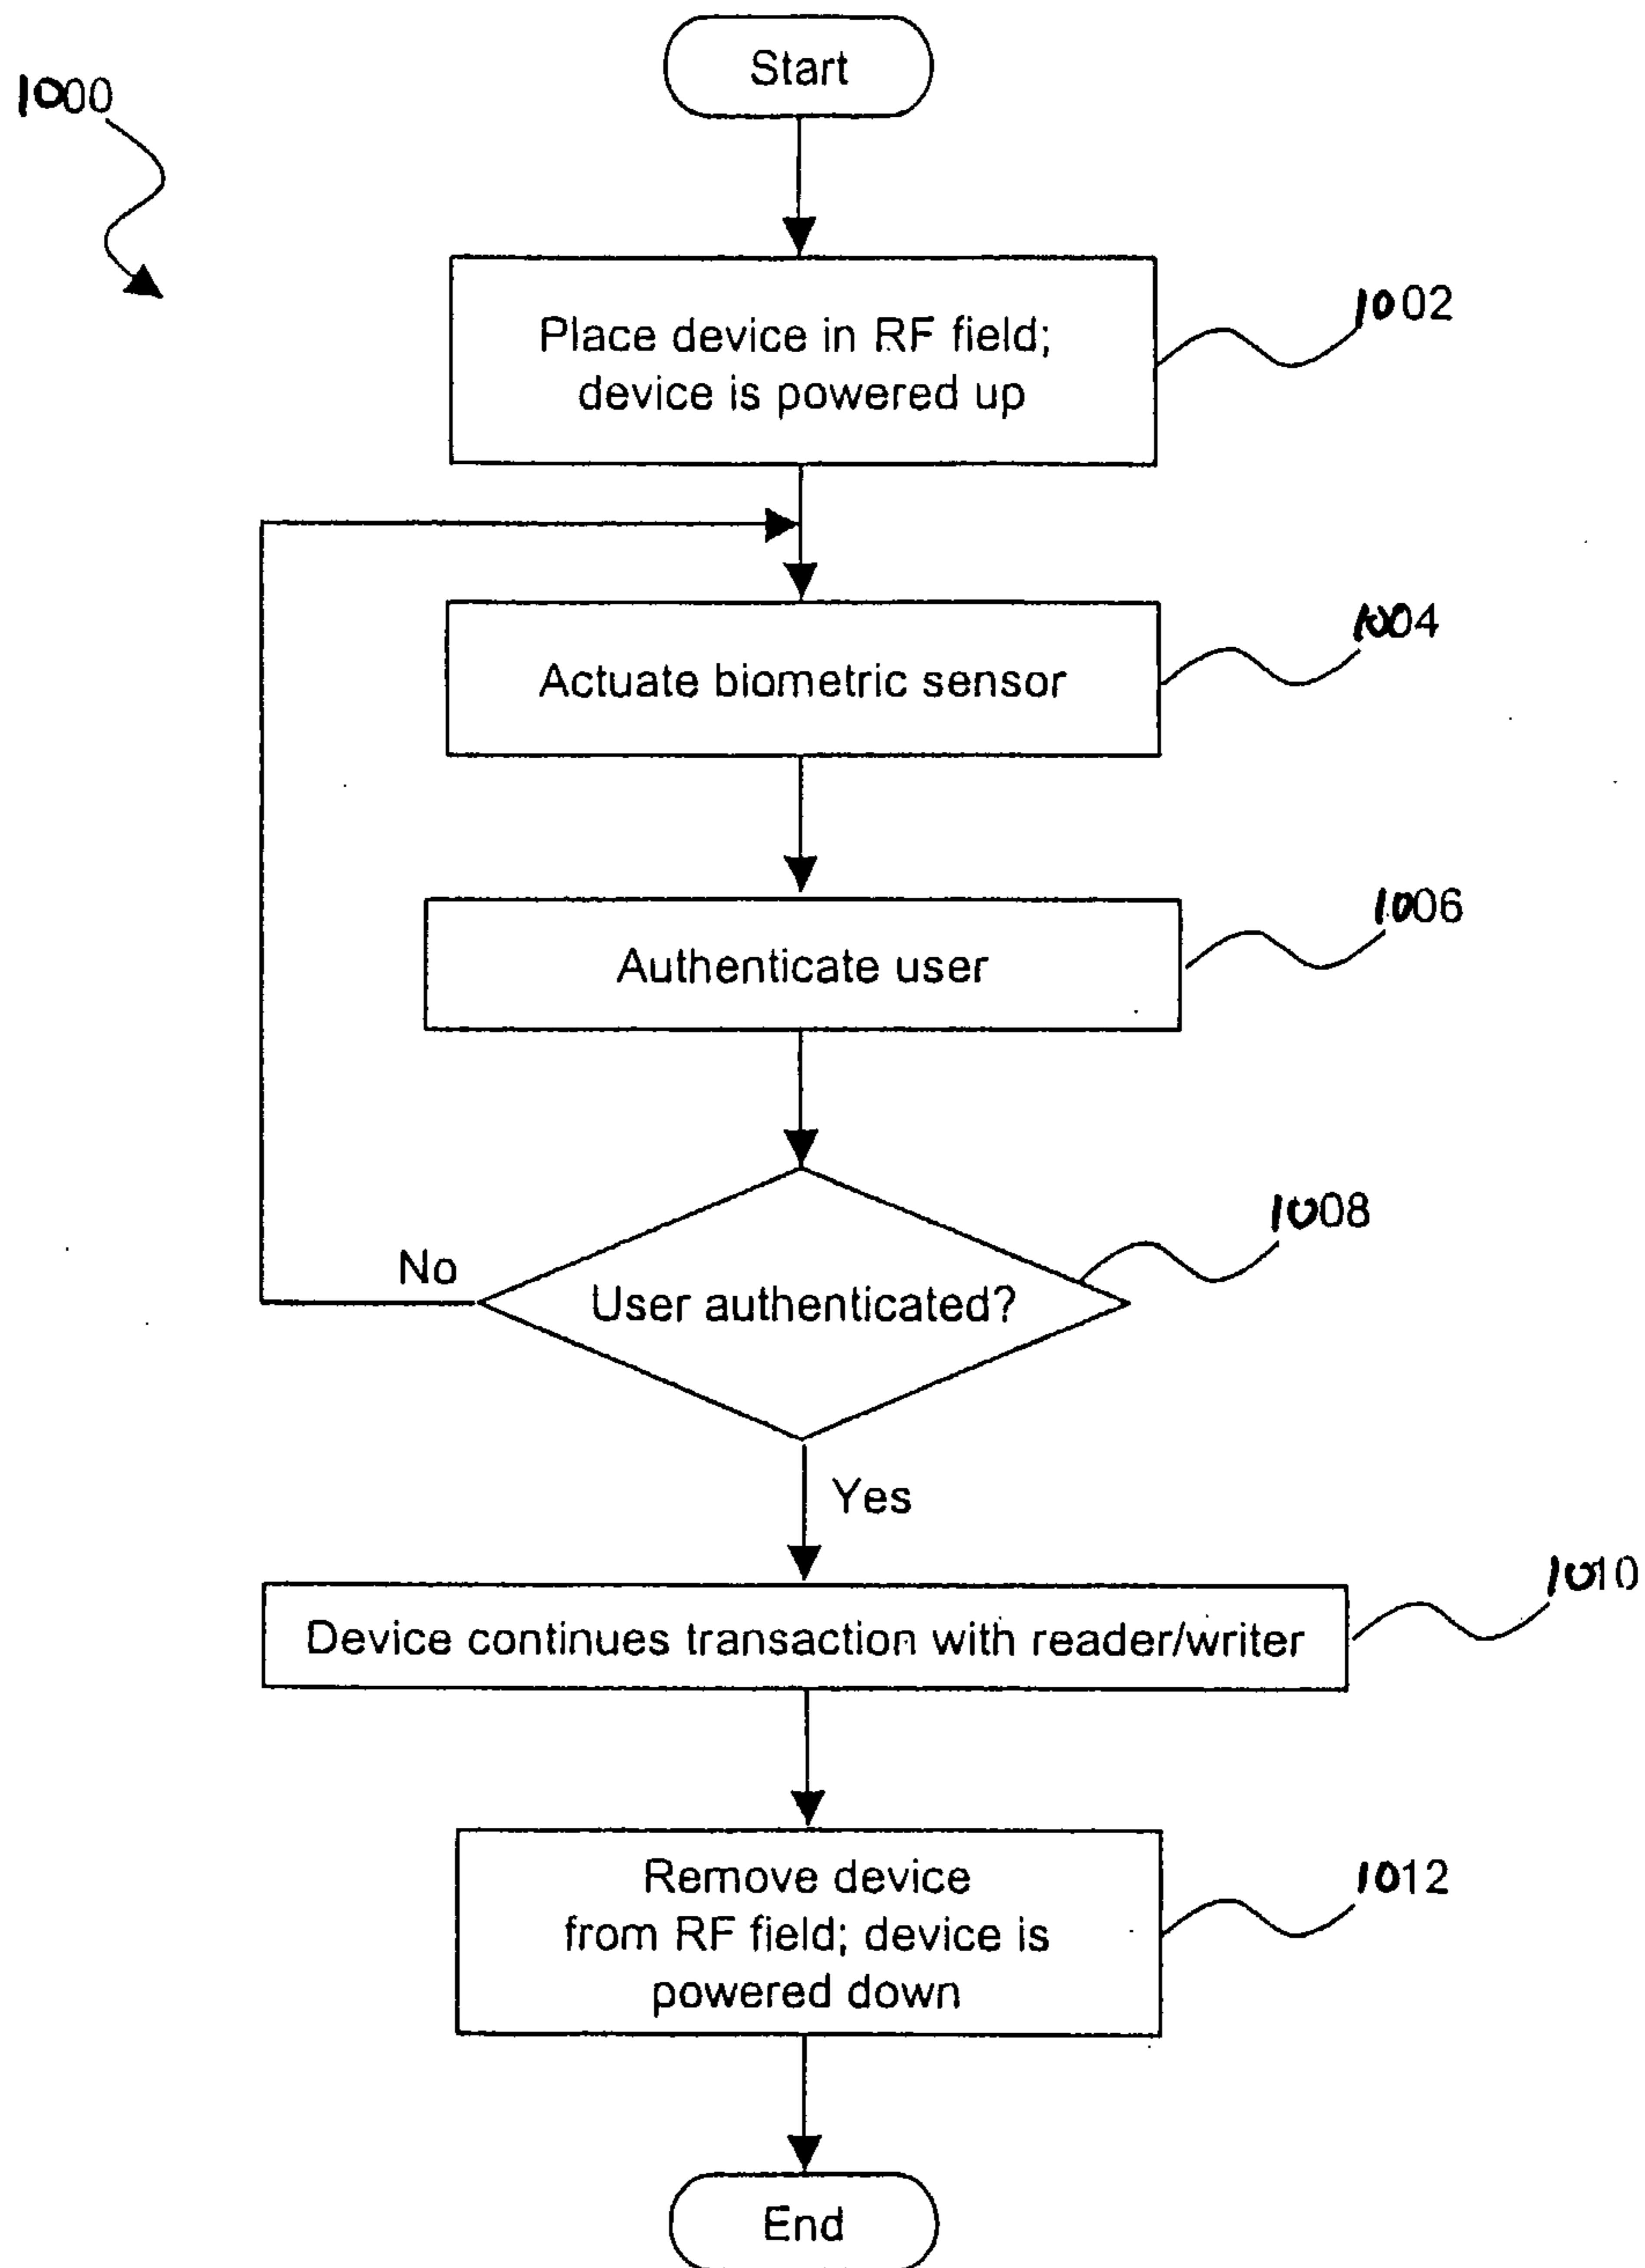 Start
1000
Place device in RF field;
device is powered up
1002
Actuate biometric sensor
1004
Authenticate user
1006
User authenticated?
1008
No
Yes
Device continues transaction with reader/writer
1010
Remove device
from RF field; device is
powered down
1012
End